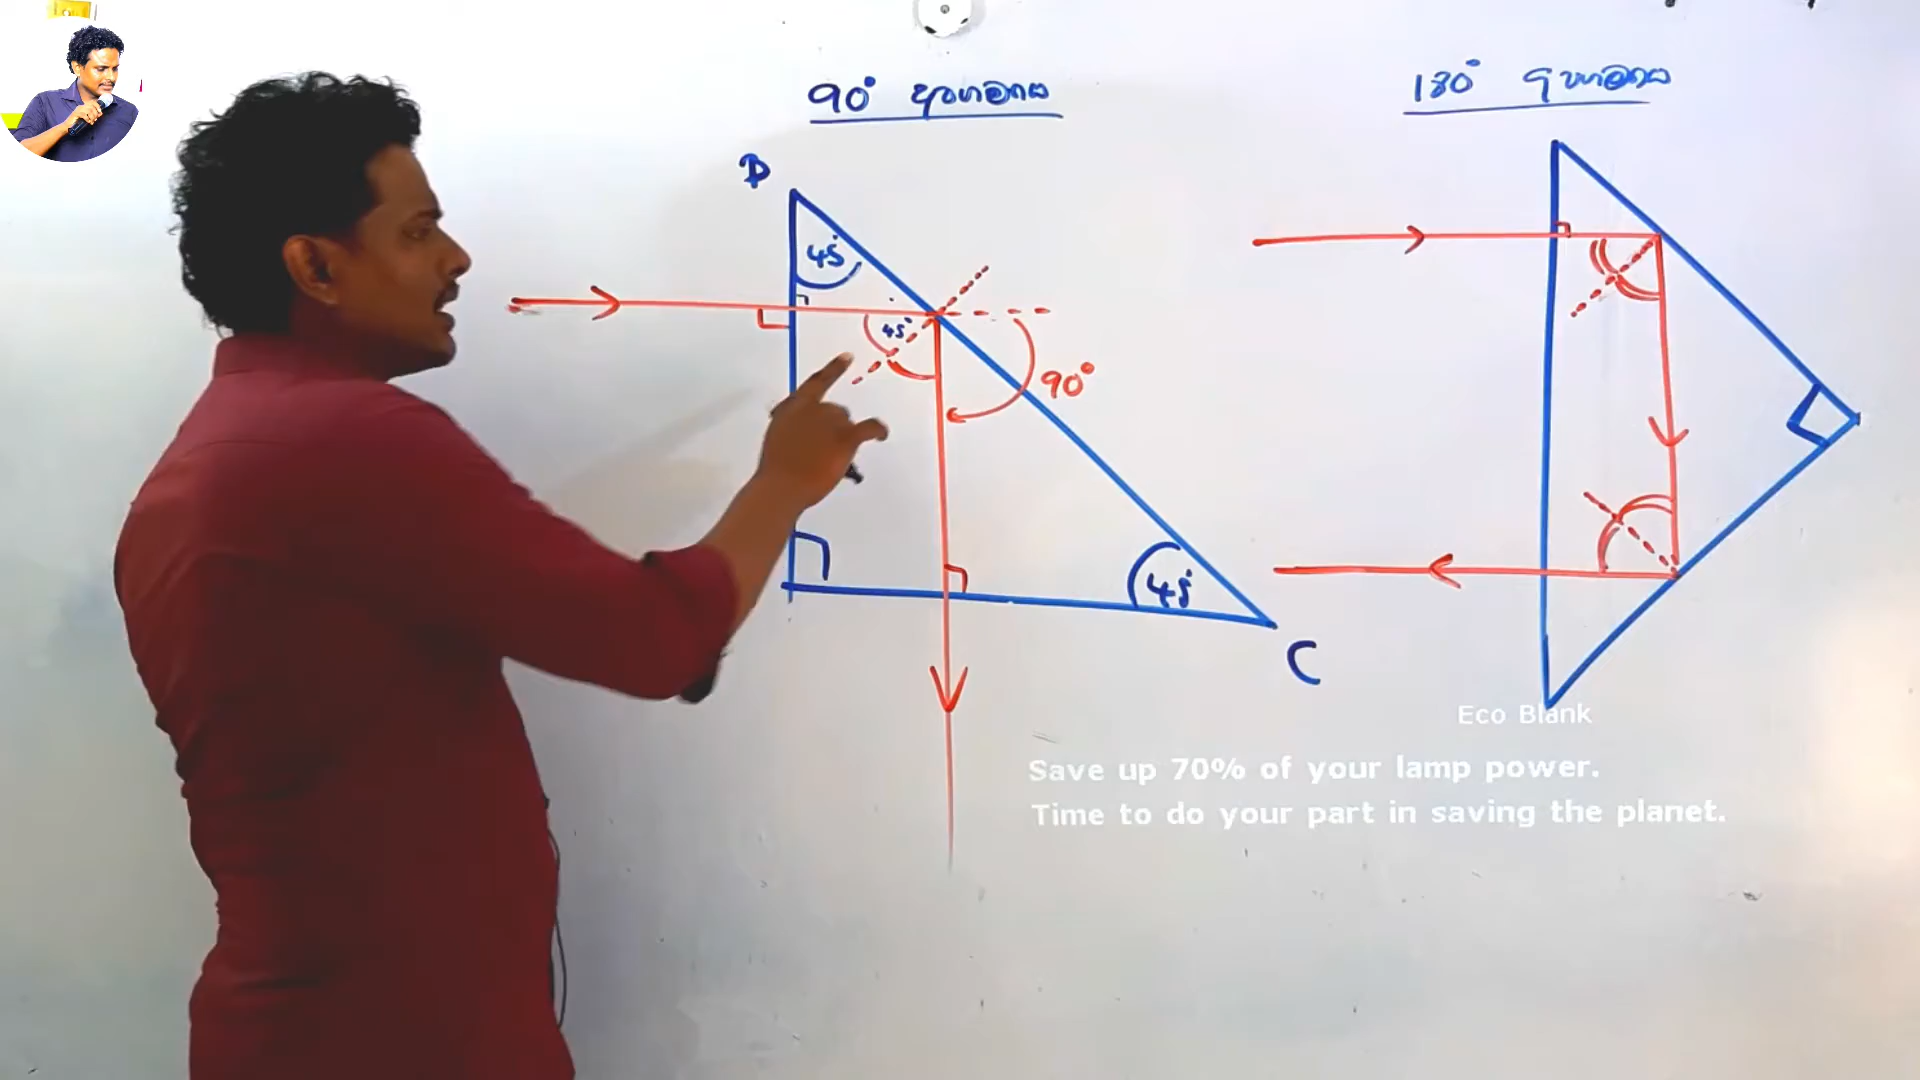 90° අපගමනය
180° අපගමනය
45°
45°
90°
45°
C
Eco Blank
Save up 70% of your lamp power.
Time to do your part in saving the planet.